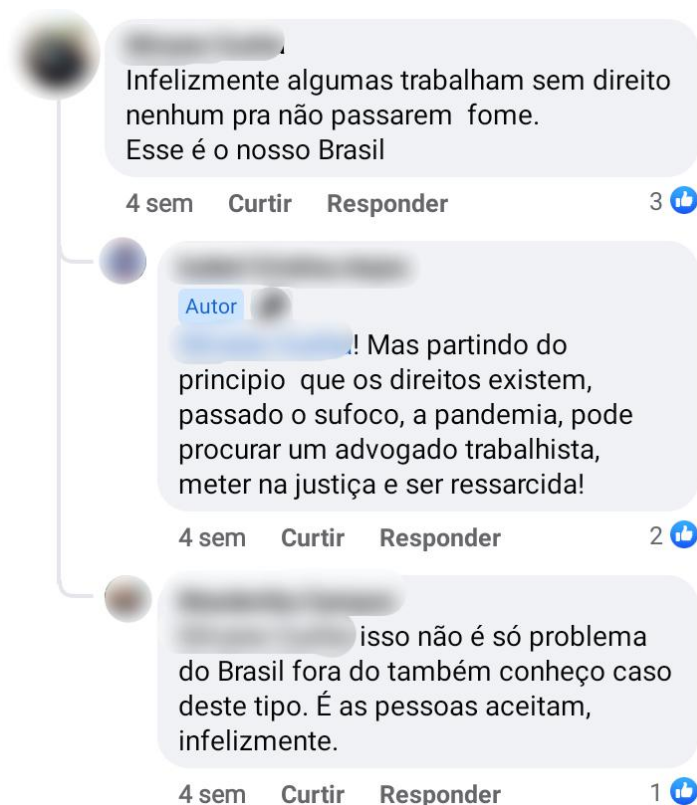 Infelizmente algumas trabalham sem direito
nenhum pra não passarem  fome.
Esse é o nosso Brasil
4 sem Curtir Responder 3
Autor
! Mas partindo do
principio  que os direitos existem,
passado o sufoco, a pandemia, pode
procurar um advogado trabalhista,
meter na justiça e ser ressarcida!
4 sem Curtir Responder 2
isso não é só problema
do Brasil fora do também conheço caso
deste tipo. É as pessoas aceitam,
infelizmente.
4 sem Curtir Responder 1